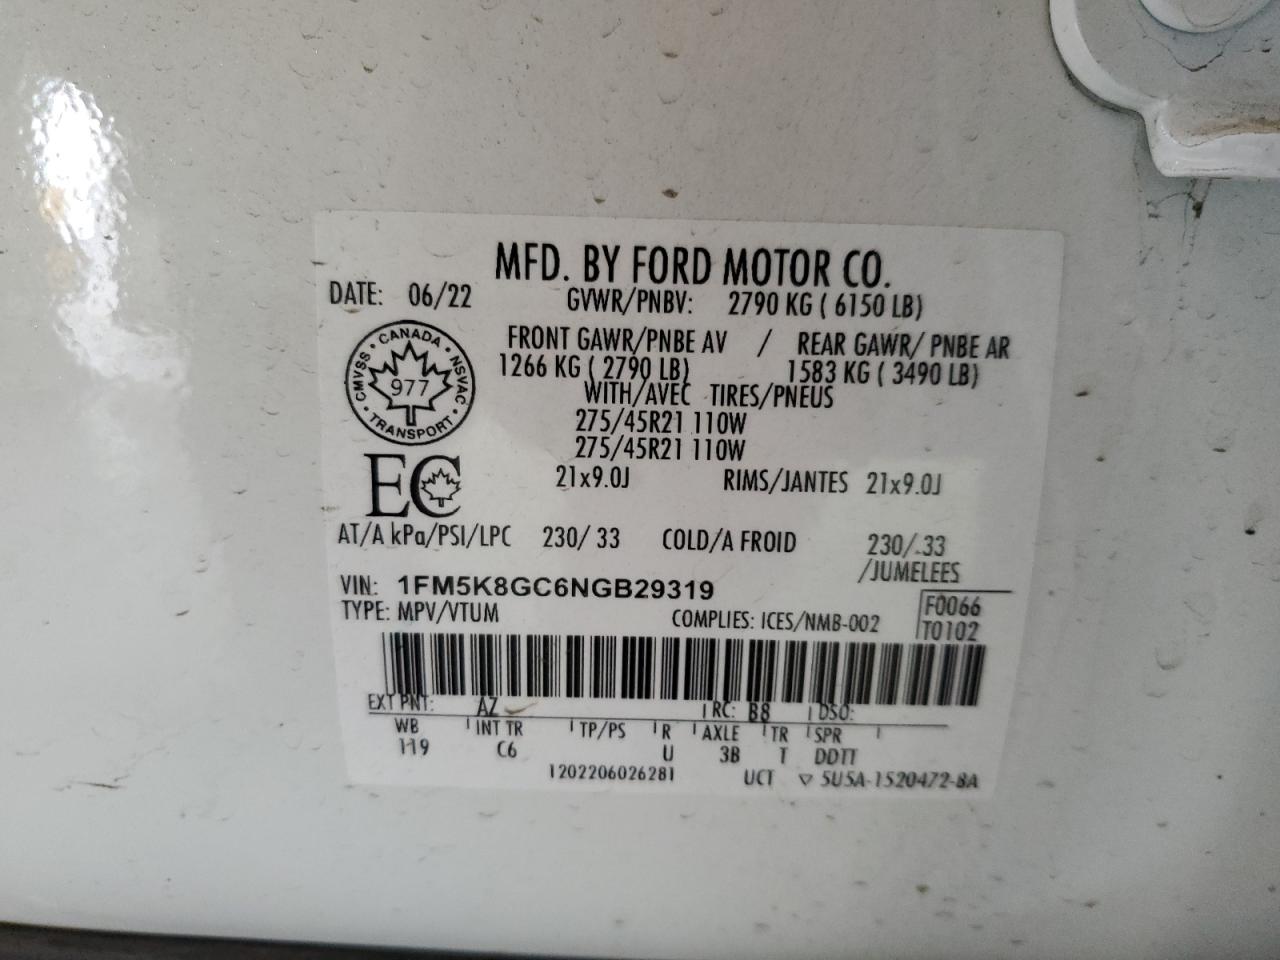 MFD. BY FORD MOTOR CO.
DATE: 06/22 GVWR/PNBV: 2790 KG ( 6150 LB)
FRONT GAWR/PNBE AV / REAR GAWR/ PNBE AR
1266 KG ( 2790 LB) 1583 KG ( 3490 LB)
WITH/AVEC TIRES/PNEUS
275/45R21 110W
275/45R21 110W
21x9.0J RIMS/JANTES 21x9.0J
CANADA
CMVSS NSVAC
977
TRANSPORT
EC
AT/A kPa/PSI/LPC 230/ 33 COLD/A FROID 230/ 33
/JUMELEES
VIN: 1FM5K8GC6NGB29319
F0066
TYPE: MPV/VTUM COMPLIES: ICES/NMB-002 T0102
EXT PNT: AZ RC: B8 DSO:
WB INT TR TP/PS R AXLE TR SPR
119 C6 U 3B T DDTT
1202206026281 UCT ▽ 5U5A-1520472-BA